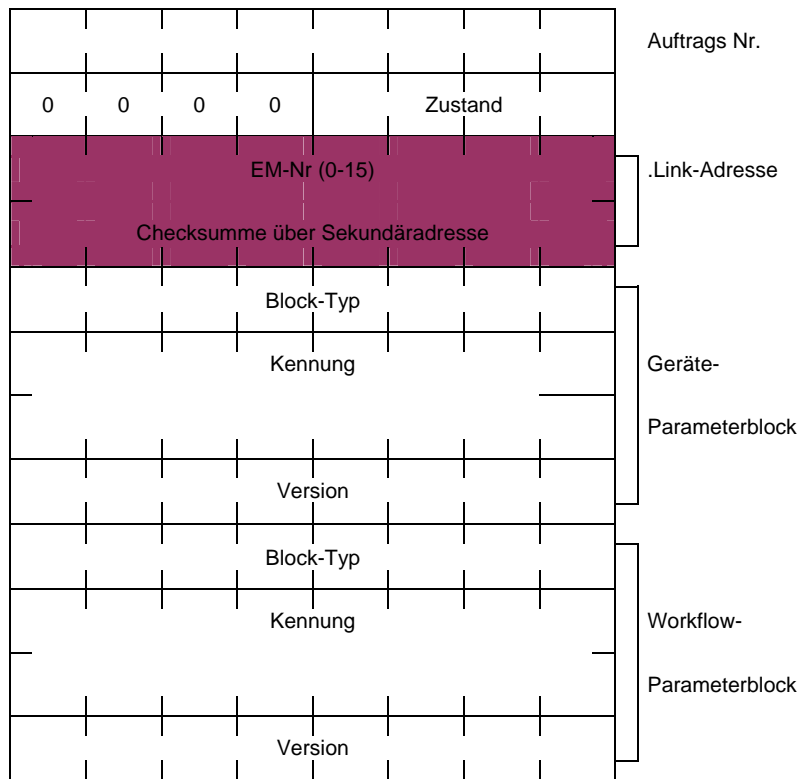 Auftrags Nr.
0 0 0 0 Zustand
EM-Nr (0-15) .Link-Adresse
Checksumme über Sekundäradresse
Block-Typ
Kennung Geräte-
Parameterblock
Version
Block-Typ
Kennung Workflow-
Parameterblock
Version